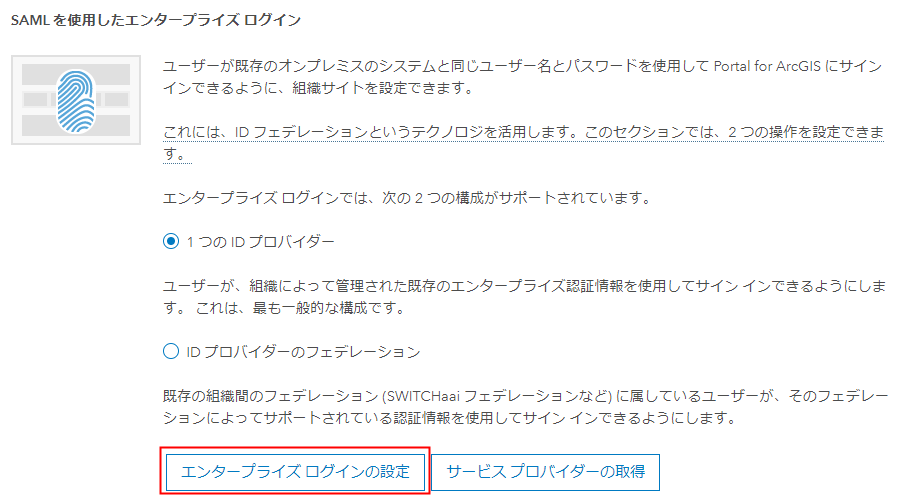 SAML を使用したエンタープライズ ログイン
ユーザーが既存のオンプレミスのシステムと同じユーザー名とパスワードを使用して Portal for ArcGIS にサイン
インできるように、組織サイトを設定できます。
これには、ID フェデレーションというテクノロジを活用します。このセクションでは、2 つの操作を設定できま
す。
エンタープライズ ログインでは、次の 2 つの構成がサポートされています。
1 つの ID プロバイダー
ユーザーが、組織によって管理された既存のエンタープライズ認証情報を使用してサイン インできるようにしま
す。 これは、最も一般的な構成です。
ID プロバイダーのフェデレーション
既存の組織間のフェデレーション (SWITCHaai フェデレーションなど) に属しているユーザーが、そのフェデレー
ションによってサポートされている認証情報を使用してサイン インできるようにします。
エンタープライズ ログインの設定 サービス プロバイダーの取得